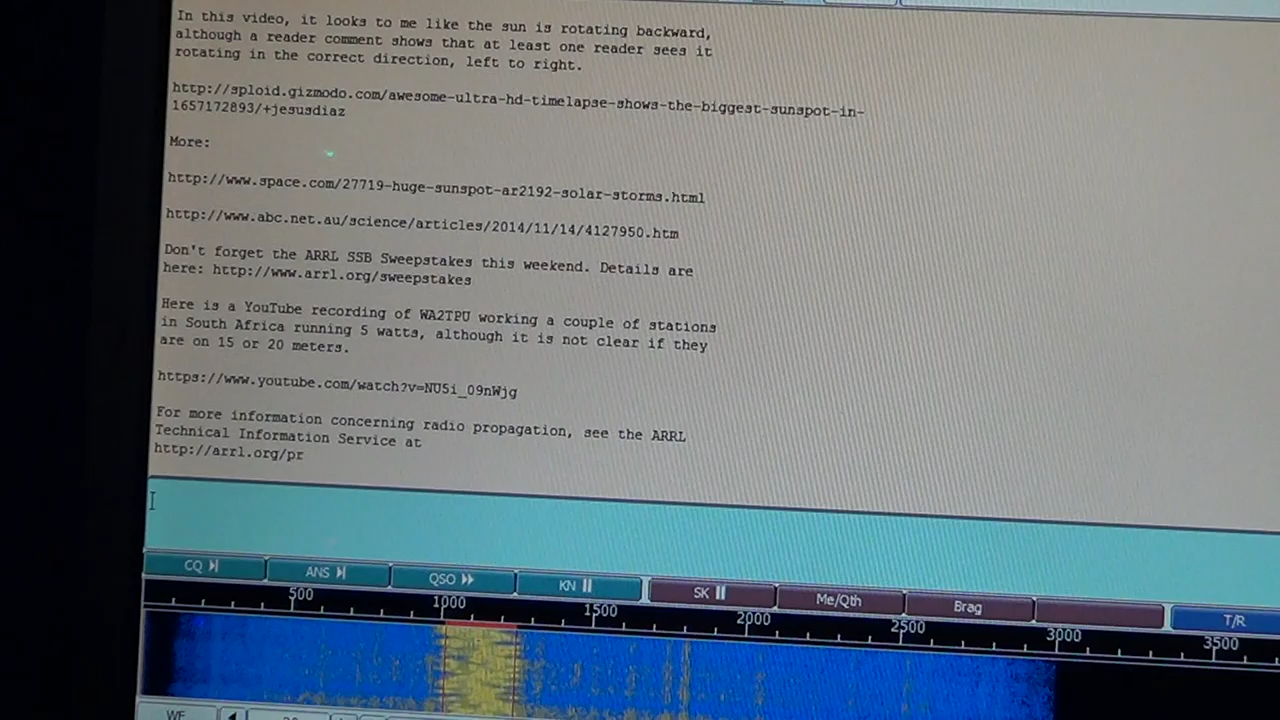 In this video, it looks to me like the sun is rotating backward,
although a reader comment shows that at least one reader sees it
rotating in the correct direction, left to right.
http://sploid.gizmodo.com/awesome-ultra-hd-timelapse-shows-the-biggest-sunspot-in-
1657172893/+jesusdiaz
More:
http://www.space.com/27719-huge-sunspot-ar2192-solar-storms.html
http://www.abc.net.au/science/articles/2014/11/14/4127950.htm
Don't forget the ARRL SSB Sweepstakes this weekend. Details are
here: http://www.arrl.org/sweepstakes
Here is a YouTube recording of WA2TPU working a couple of stations
in South Africa running 5 watts, although it is not clear if they
are on 15 or 20 meters.
https://www.youtube.com/watch?v=NU5i_09nWjg
For more information concerning radio propagation, see the ARRL
Technical Information Service at
http://arrl.org/pr
CQ ANS QSO KN SK Me/Qth Brag T/R
500 1000 1500 2000 2500 3000 3500
WF